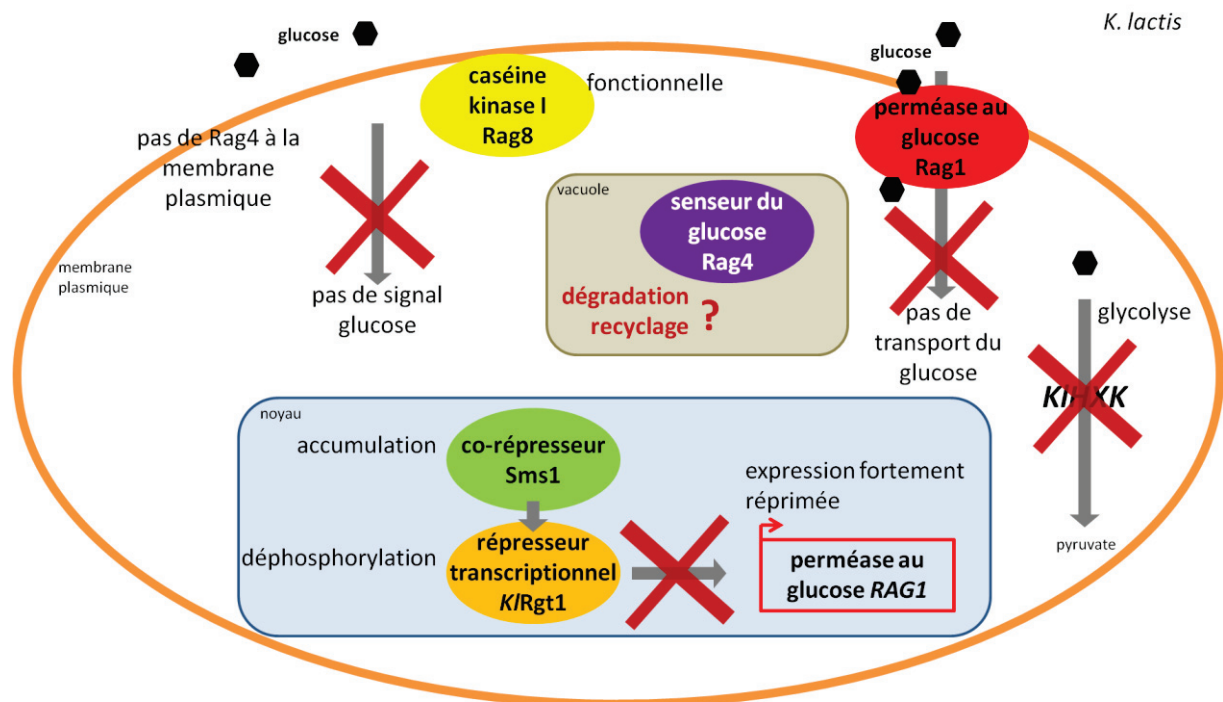 K. lactis
glucose
glucose
caséine
kinase I
Rag8
fonctionnelle
pas de Rag4 à la
membrane
plasmique
perméase au
glucose
Rag1
vacuole
senseur du
glucose
Rag4
dégradation
recyclage ?
membrane
plasmique
pas de signal
glucose
pas de
transport du
glucose
glycolyse
KlHXK
pyruvate
noyau
accumulation
co-répresseur
Sms1
déphosphorylation
répresseur
transcriptionnel
KlRgt1
expression fortement
réprimée
perméase au
glucose RAG1